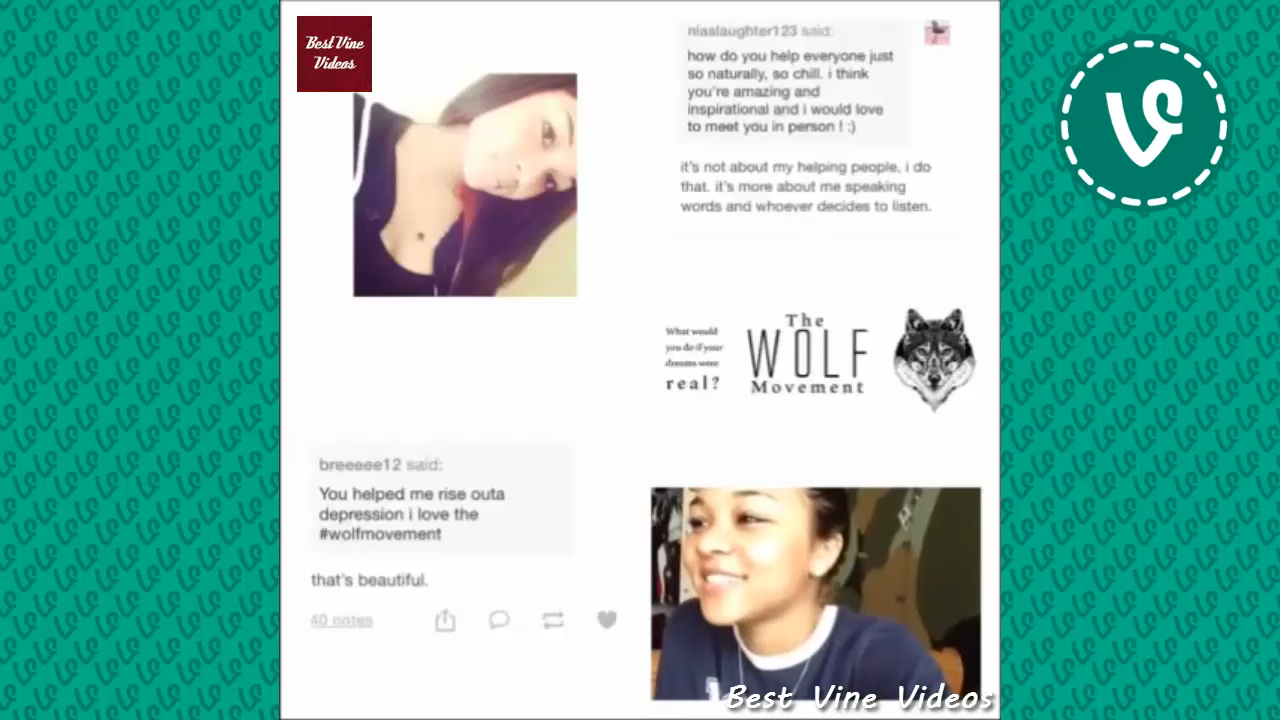 Best Vine
Videos
niaslaughter123 said:
how do you help everyone just
so naturally, so chill. i think
you're amazing and
inspirational and i would love
to meet you in person ! :)
it's not about my helping people, i do
that. it's more about me speaking
words and whoever decides to listen.
What would
you do if your
dreams were
real?
The
WOLF
Movement
breeeee12 said:
You helped me rise outa
depression i love the
#wolfmovement
that's beautiful.
40 notes
Best Vine Videos